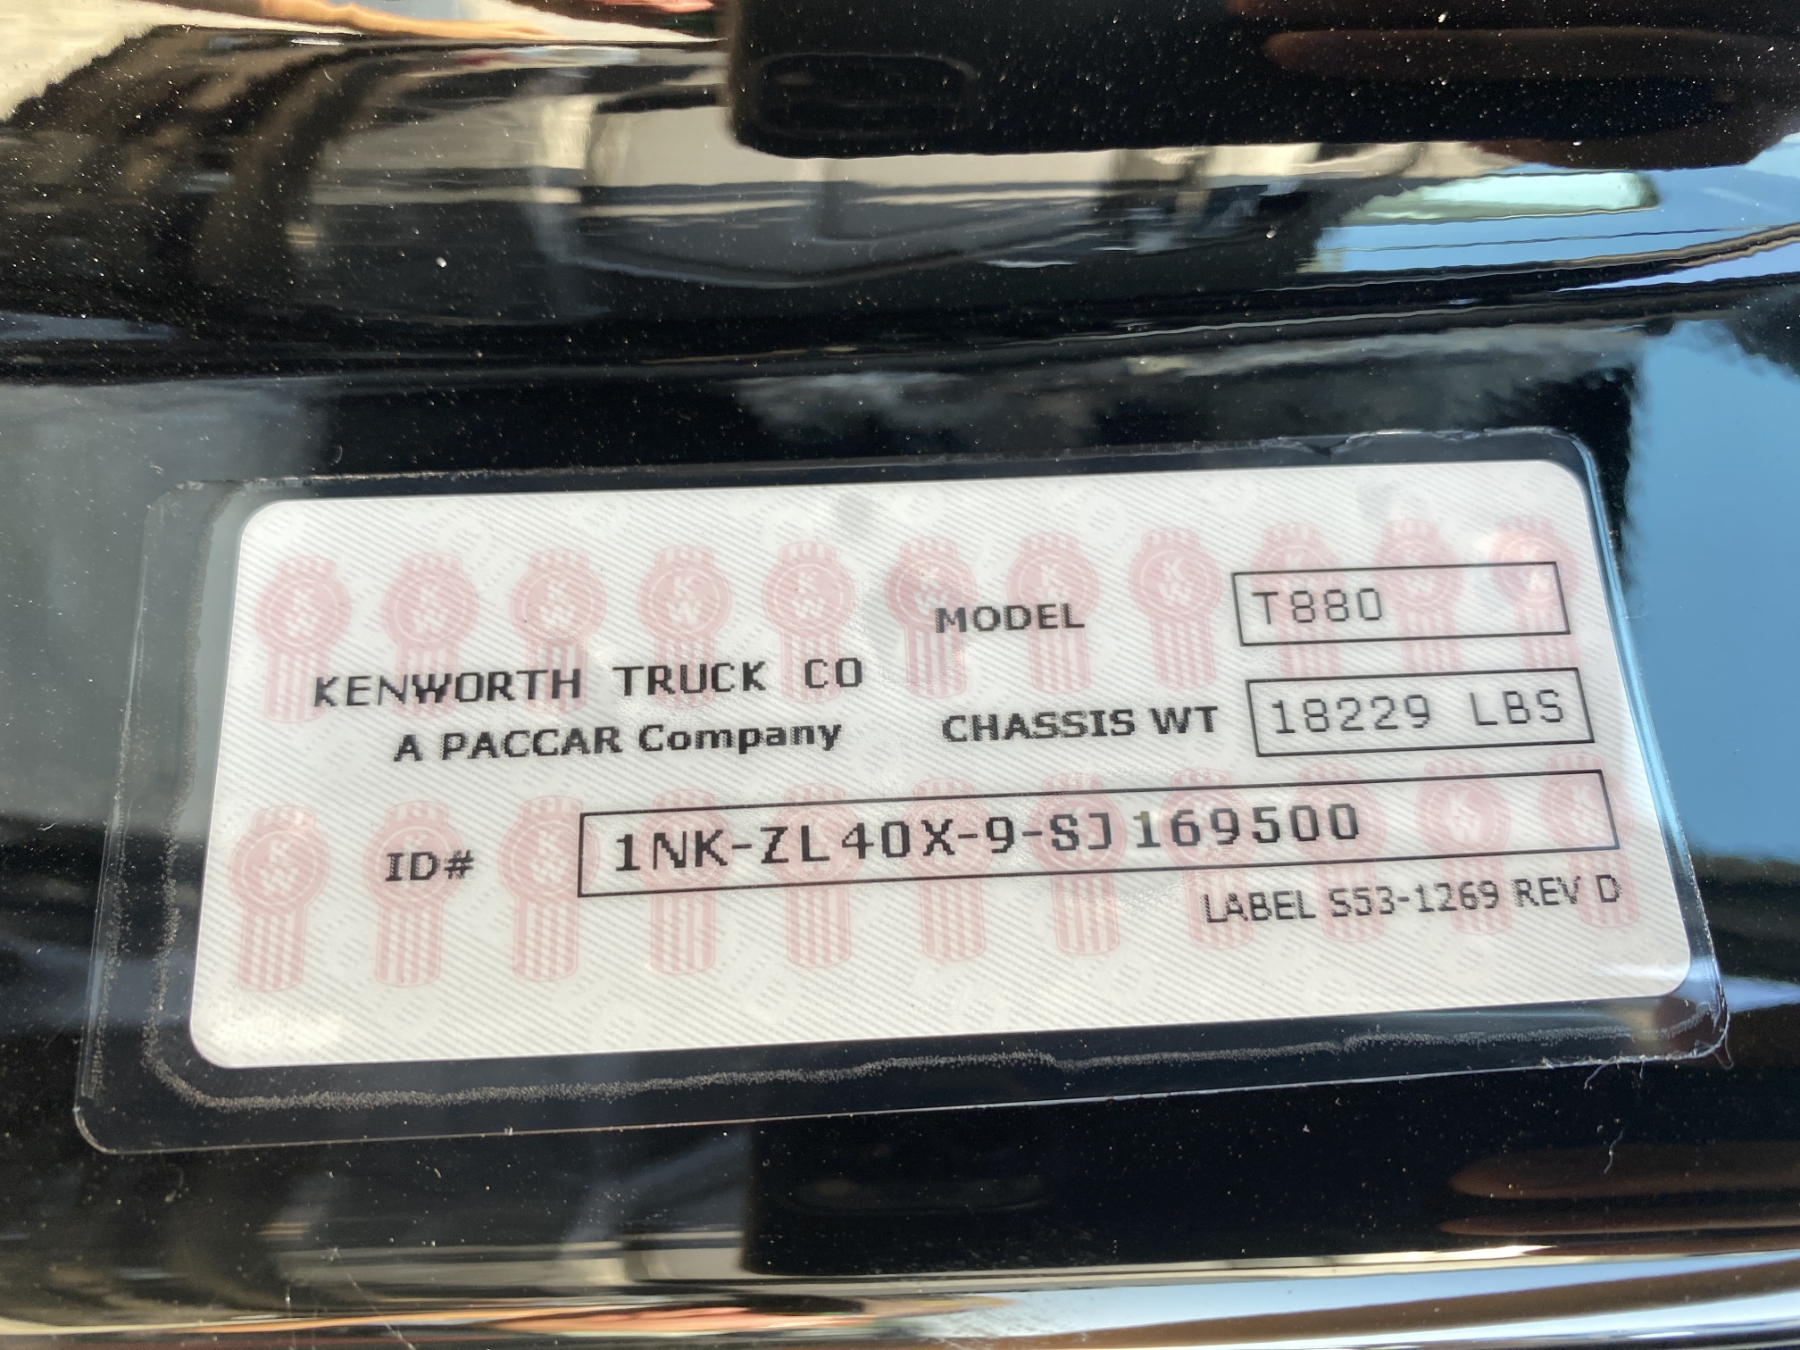 MODEL T880
KENWORTH TRUCK CO
A PACCAR Company
CHASSIS WT 18229 LBS
ID# 1NK-ZL40X-9-SJ169500
LABEL S53-1269 REV D